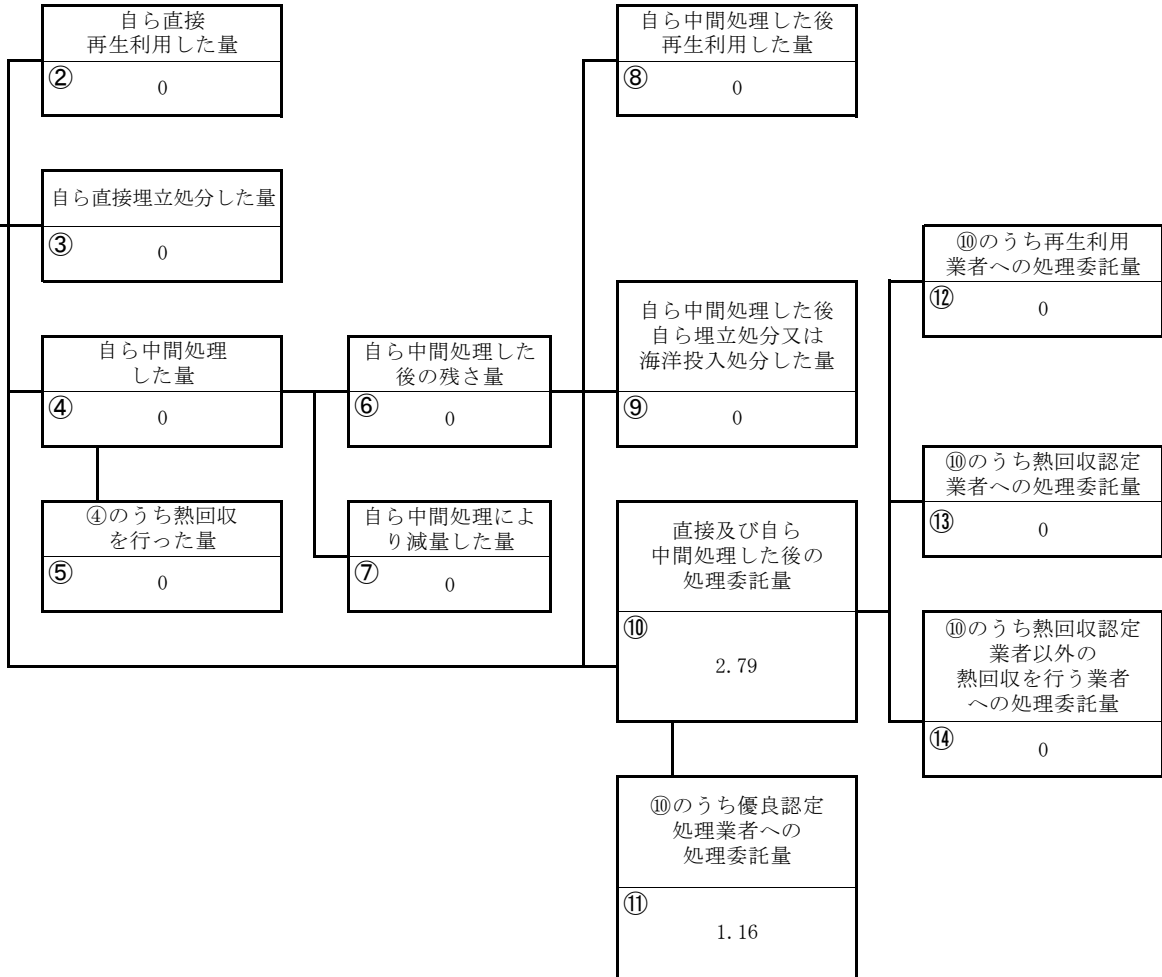 自ら直接
再生利用した量
②
0
自ら直接埋立処分した量
③
0
自ら中間処理
した量
④
0
④のうち熱回収
を行った量
⑤
0
自ら中間処理した
後の残さ量
⑥
0
自ら中間処理によ
り減量した量
⑦
0
自ら中間処理した後
再生利用した量
⑧
0
自ら中間処理した後
自ら埋立処分又は
海洋投入処分した量
⑨
0
直接及び自ら
中間処理した後の
処理委託量
⑩
2.79
⑩のうち優良認定
処理業者への
処理委託量
⑪
1.16
⑩のうち再生利用
業者への処理委託量
⑫
0
⑩のうち熱回収認定
業者への処理委託量
⑬
0
⑩のうち熱回収認定
業者以外の
熱回収を行う業者
への処理委託量
⑭
0